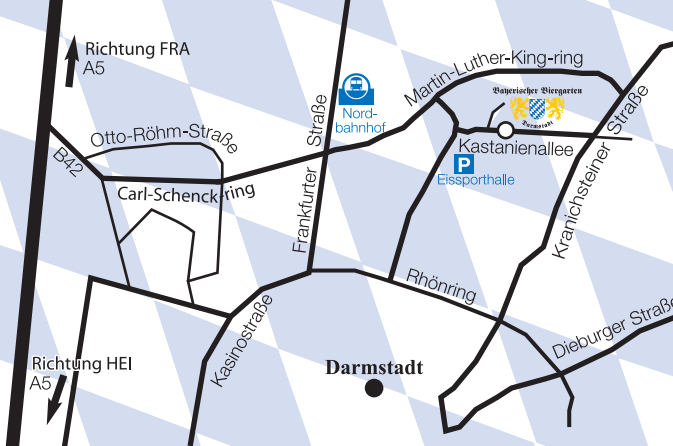 Richtung FRA
A5
Otto-Röhm-Straße
B42
Carl-Schenck-ring
Frankfurter Straße
Nord-
bahnhof
Martin-Luther-King-ring
Bayerischer Biergarten
Darmstadt
Kastanienallee
P
Eissporthalle
Kranichsteiner Straße
Rhönring
Kasinostraße
Dieburger Straße
Richtung HEI
A5
Darmstadt